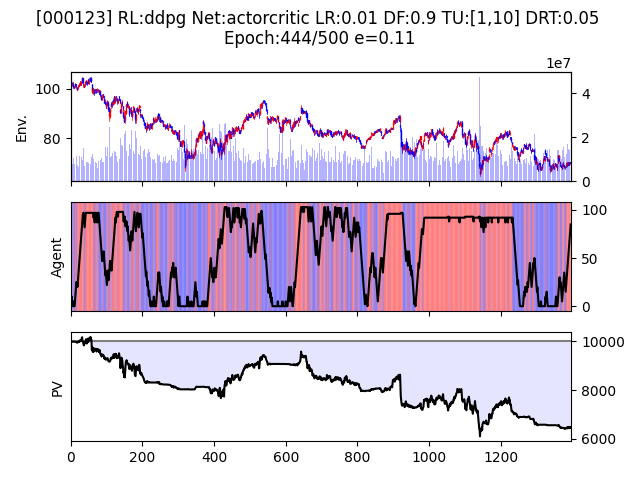 [000123] RL:ddpg Net:actorcritic LR:0.01 DF:0.9 TU:[1,10] DRT:0.05
Epoch:444/500 e=0.11
1e7
100
80
Env.
4
2
0
Agent
100
50
0
PV
10000
8000
6000
0 200 400 600 800 1000 1200